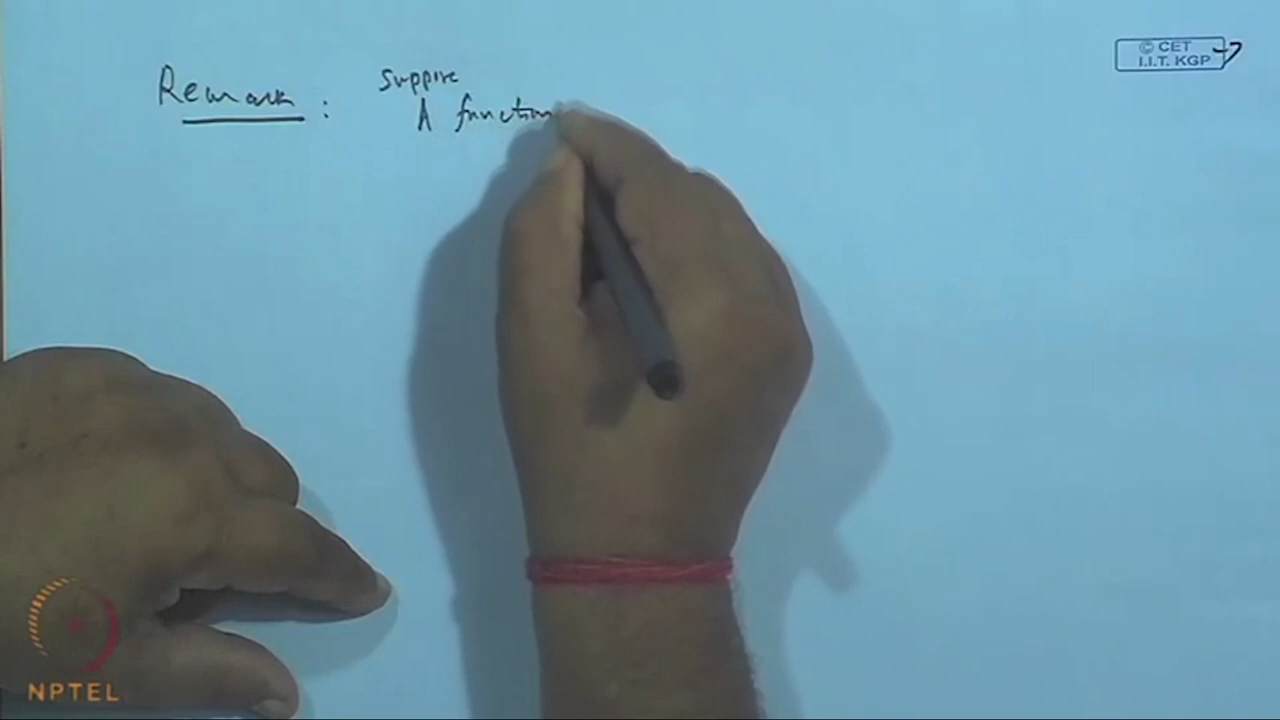 Suppose
Remark :
A function
© CET
I.I.T. KGP
NPTEL